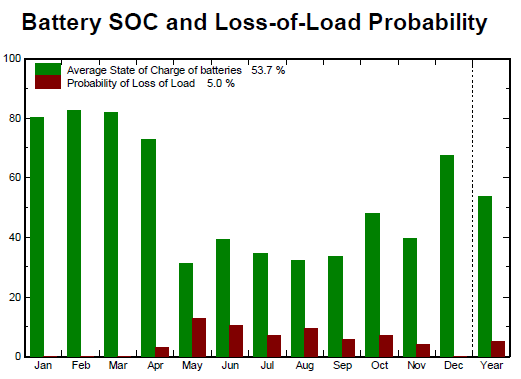 Battery SOC and Loss-of-Load Probability
100
80
60
40
20
0
Average State of Charge of batteries 53.7 %
Probability of Loss of Load 5.0 %
Jan Feb Mar Apr May Jun Jul Aug Sep Oct Nov Dec Year